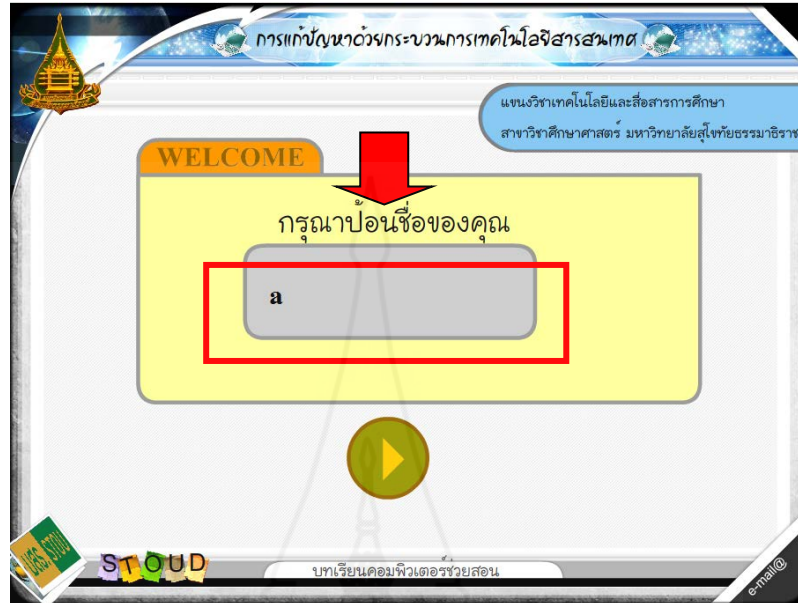 การแก้ปัญหาด้วยกระบวนการเทคโนโลยีสารสนเทศ
แขนงวิชาเทคโนโลยีและสื่อสารการศึกษา
สาขาวิชาศึกษาศาสตร์ มหาวิทยาลัยสุโขทัยธรรมาธิราช
WELCOME
กรุณาป้อนชื่อของคุณ
a
STOUD
บทเรียนคอมพิวเตอร์ช่วยสอน
e-mail@